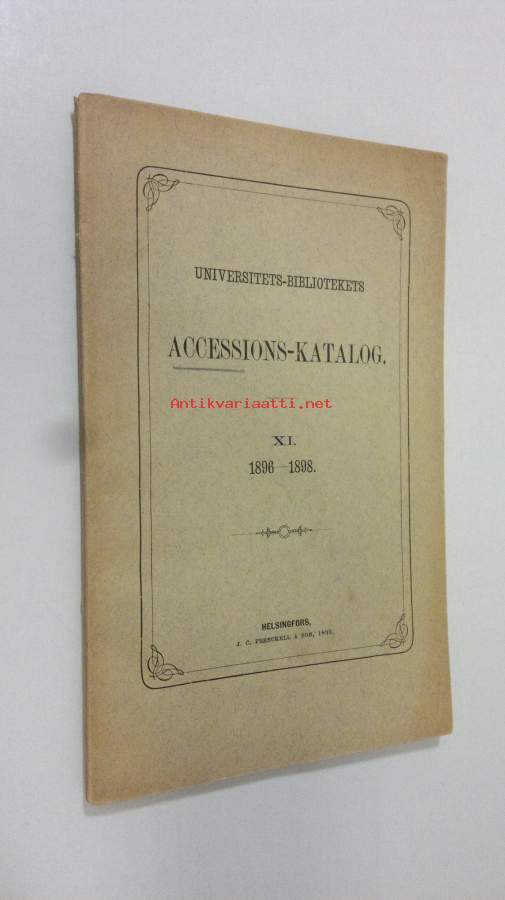 UNIVERSITETS-BIBLIOTEKETS
ACCESSIONS-KATALOG.
Antikvariaatti.net
XI.
1896—1898.
HELSINGFORS,
J. C. FRENCKELL & SON,